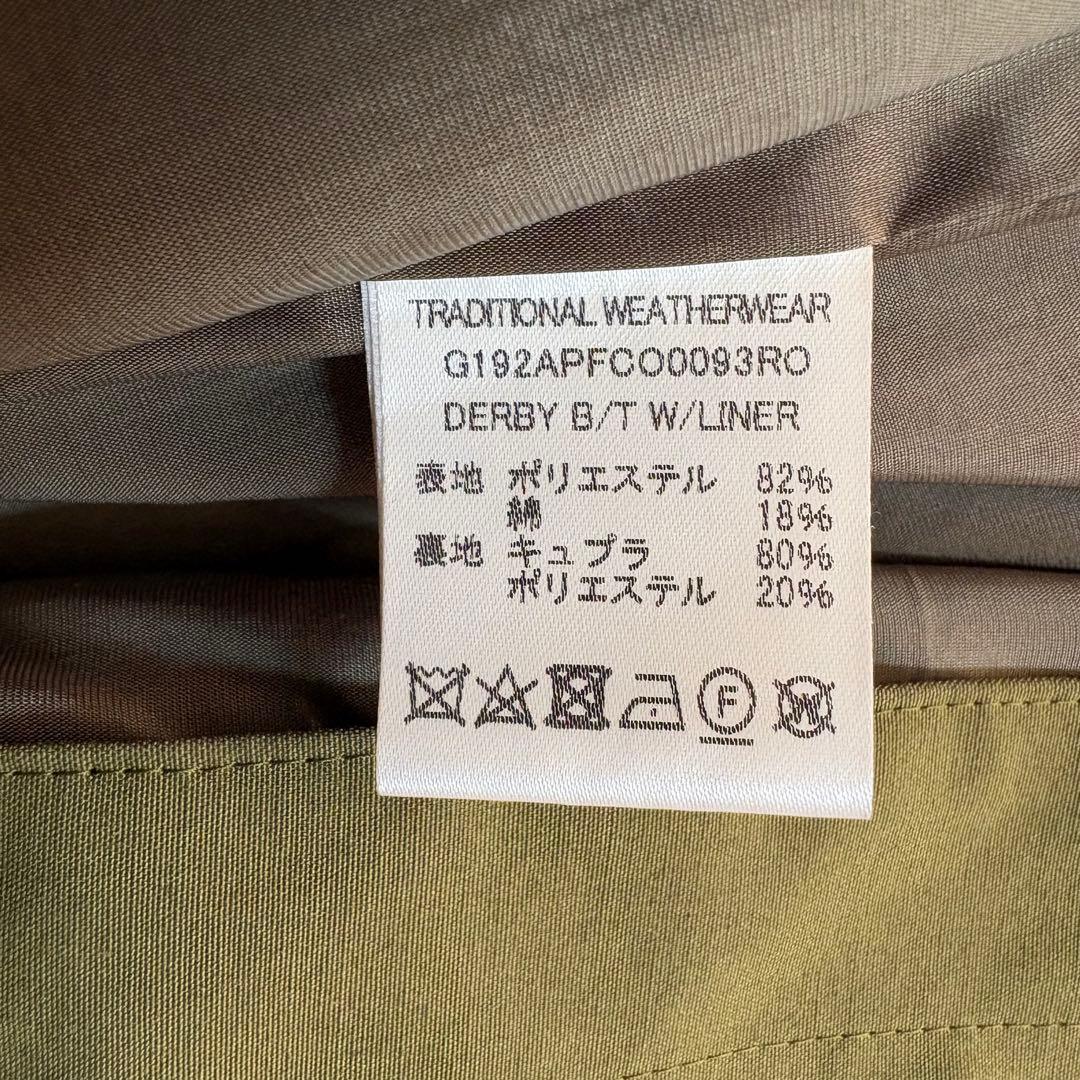 TRADITIONAL WEATHERWEAR
G192APFCO0093RO
DERBY B/T W/LINER
表地 ポリエステル 82%
綿 18%
裏地 キュプラ 80%
ポリエステル 20%
F W